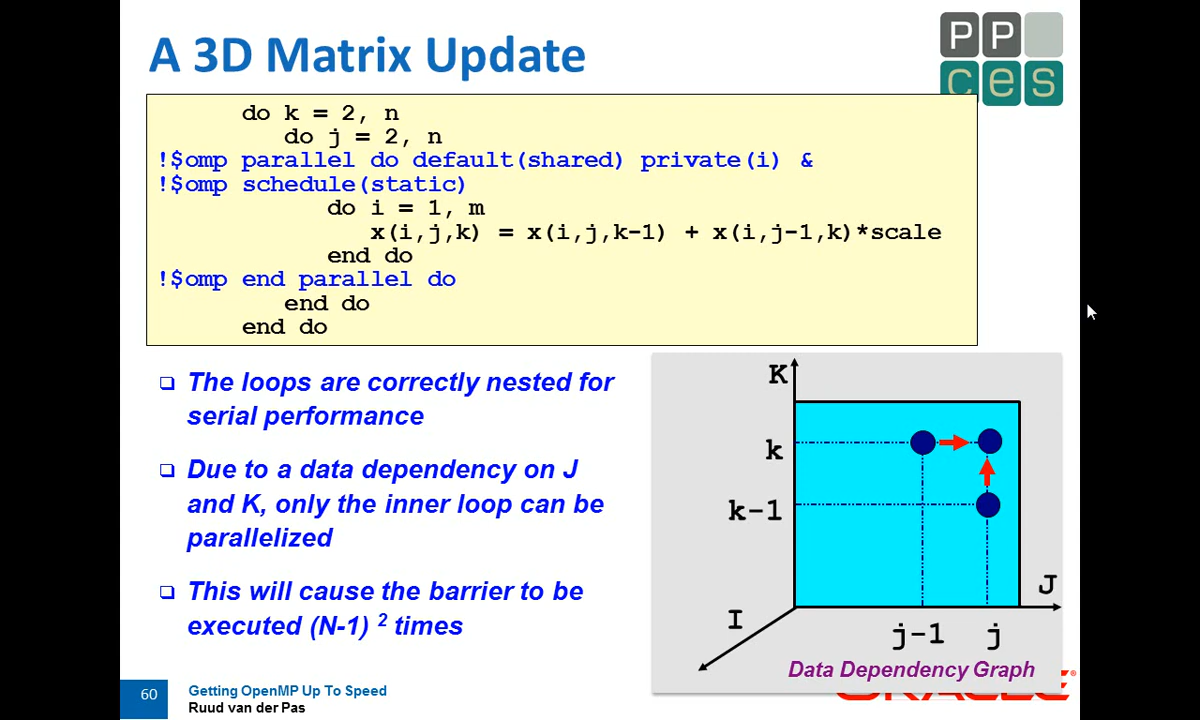 A 3D Matrix Update
PP
ces
do k = 2, n
do j = 2, n
!$omp parallel do default(shared) private(i) &
!$omp schedule(static)
do i = 1, m
x(i,j,k) = x(i,j,k-1) + x(i,j-1,k)*scale
end do
!$omp end parallel do
end do
end do
❑ The loops are correctly nested for
serial performance
❑ Due to a data dependency on J
and K, only the inner loop can be
parallelized
❑ This will cause the barrier to be
executed (N-1) ² times
K
k
k-1
I
J
j-1
j
Data Dependency Graph
ORACLE®
60
Getting OpenMP Up To Speed
Ruud van der Pas